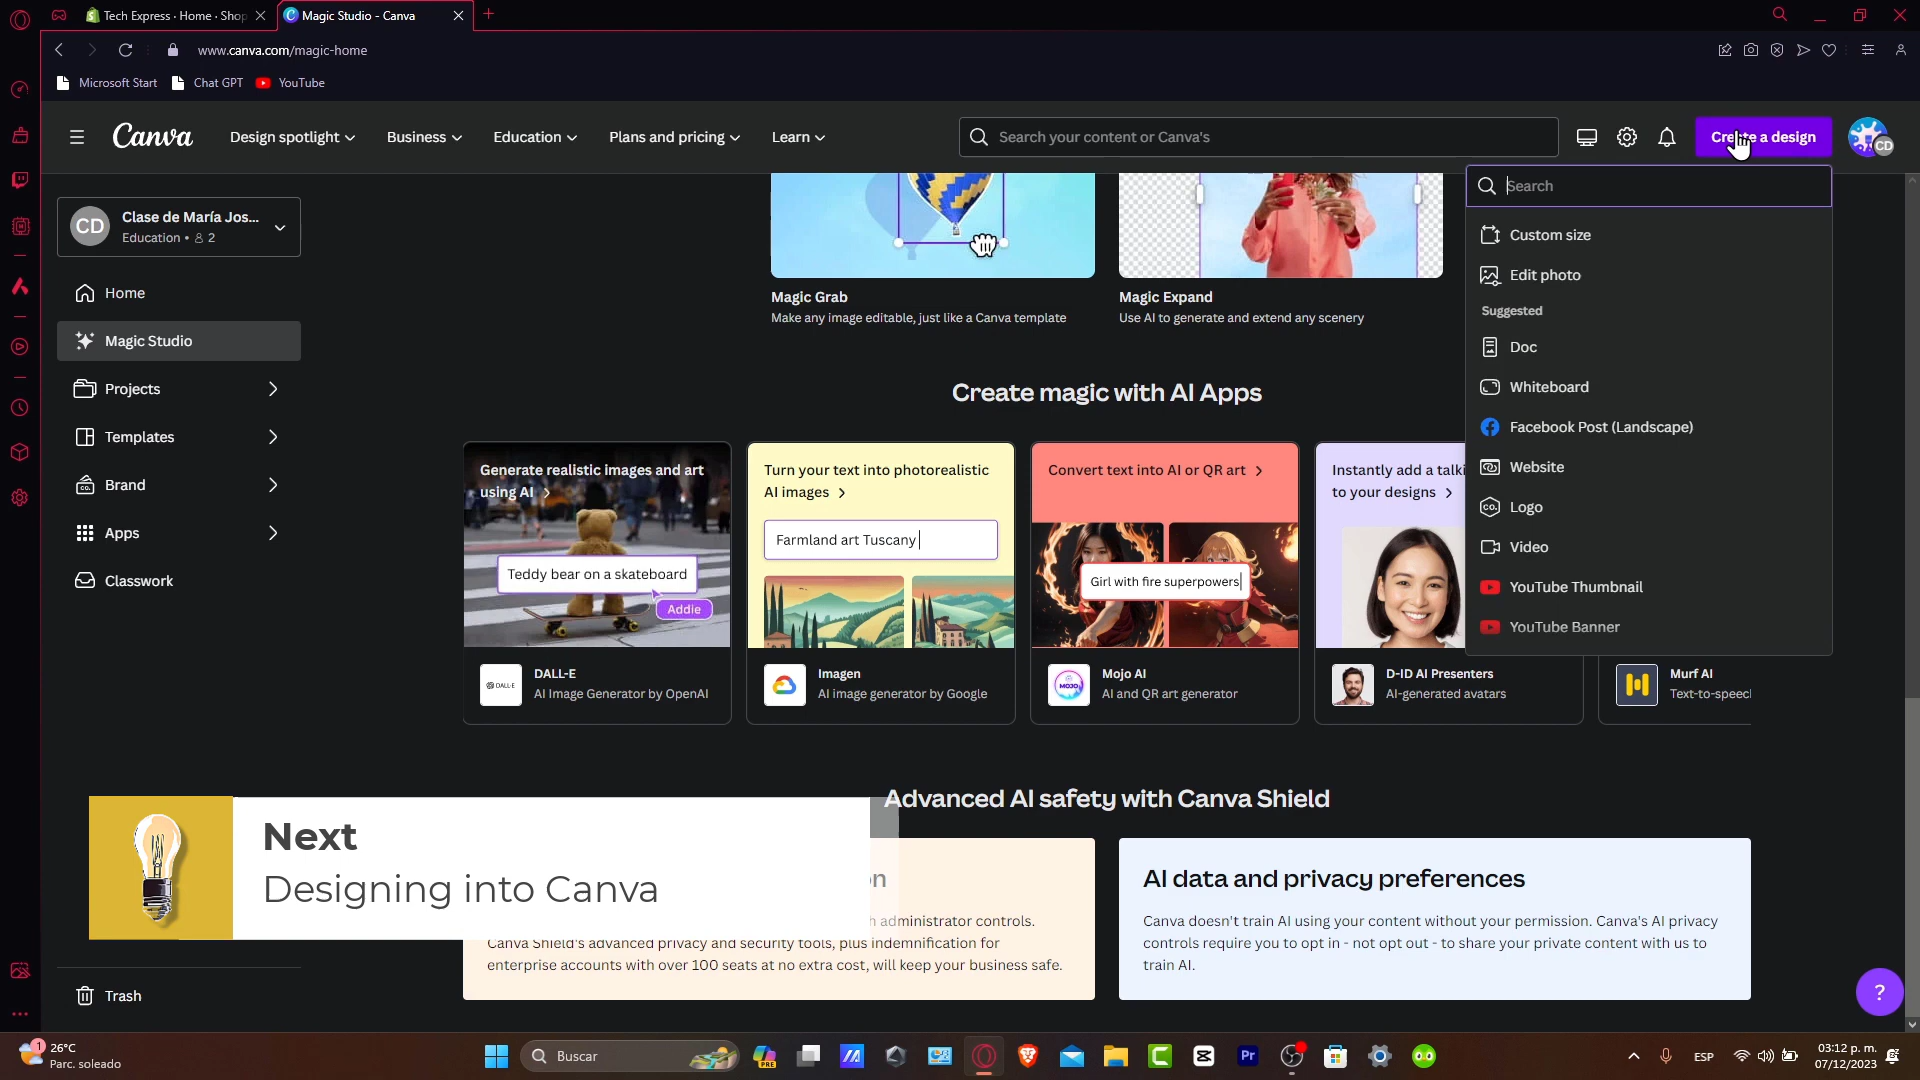 Tech Express · Home · Shop
Magic Studio - Canva
www.canva.com/magic-home
Microsoft Start
Chat GPT
YouTube
Canva
Design spotlight
Business
Education
Plans and pricing
Learn
Search your content or Canva's
Create a design
CD
CD
Clase de María Jos...
Education • 2
Home
Magic Studio
Projects
Templates
Brand
Apps
Classwork
Trash
Magic Grab
Make any image editable, just like a Canva template
Magic Expand
Use AI to generate and extend any scenery
Create magic with AI Apps
Generate realistic images and art
using AI
Teddy bear on a skateboard
Addie
DALL-E
DALL-E
AI Image Generator by OpenAI
Turn your text into photorealistic
AI images
Farmland art Tuscany
Imagen
AI image generator by Google
Convert text into AI or QR art
Girl with fire superpowers
MOJO
Mojo AI
AI and QR art generator
Instantly add a talki
to your designs
D-ID AI Presenters
AI-generated avatars
Murf AI
Text-to-speec
Search
Custom size
Edit photo
Suggested
Doc
Whiteboard
Facebook Post (Landscape)
Website
CO.
Logo
Video
YouTube Thumbnail
YouTube Banner
Advanced AI safety with Canva Shield
Next
Designing into Canva
administrator controls.
Canva Shield's advanced privacy and security tools, plus indemnification for
enterprise accounts with over 100 seats at no extra cost, will keep your business safe.
AI data and privacy preferences
Canva doesn't train AI using your content without your permission. Canva's AI privacy
controls require you to opt in - not opt out - to share your private content with us to
train AI.
?
1
26°C
Parc. soleado
Buscar
PRE
Pr
ESP
03:12 p. m.
07/12/2023